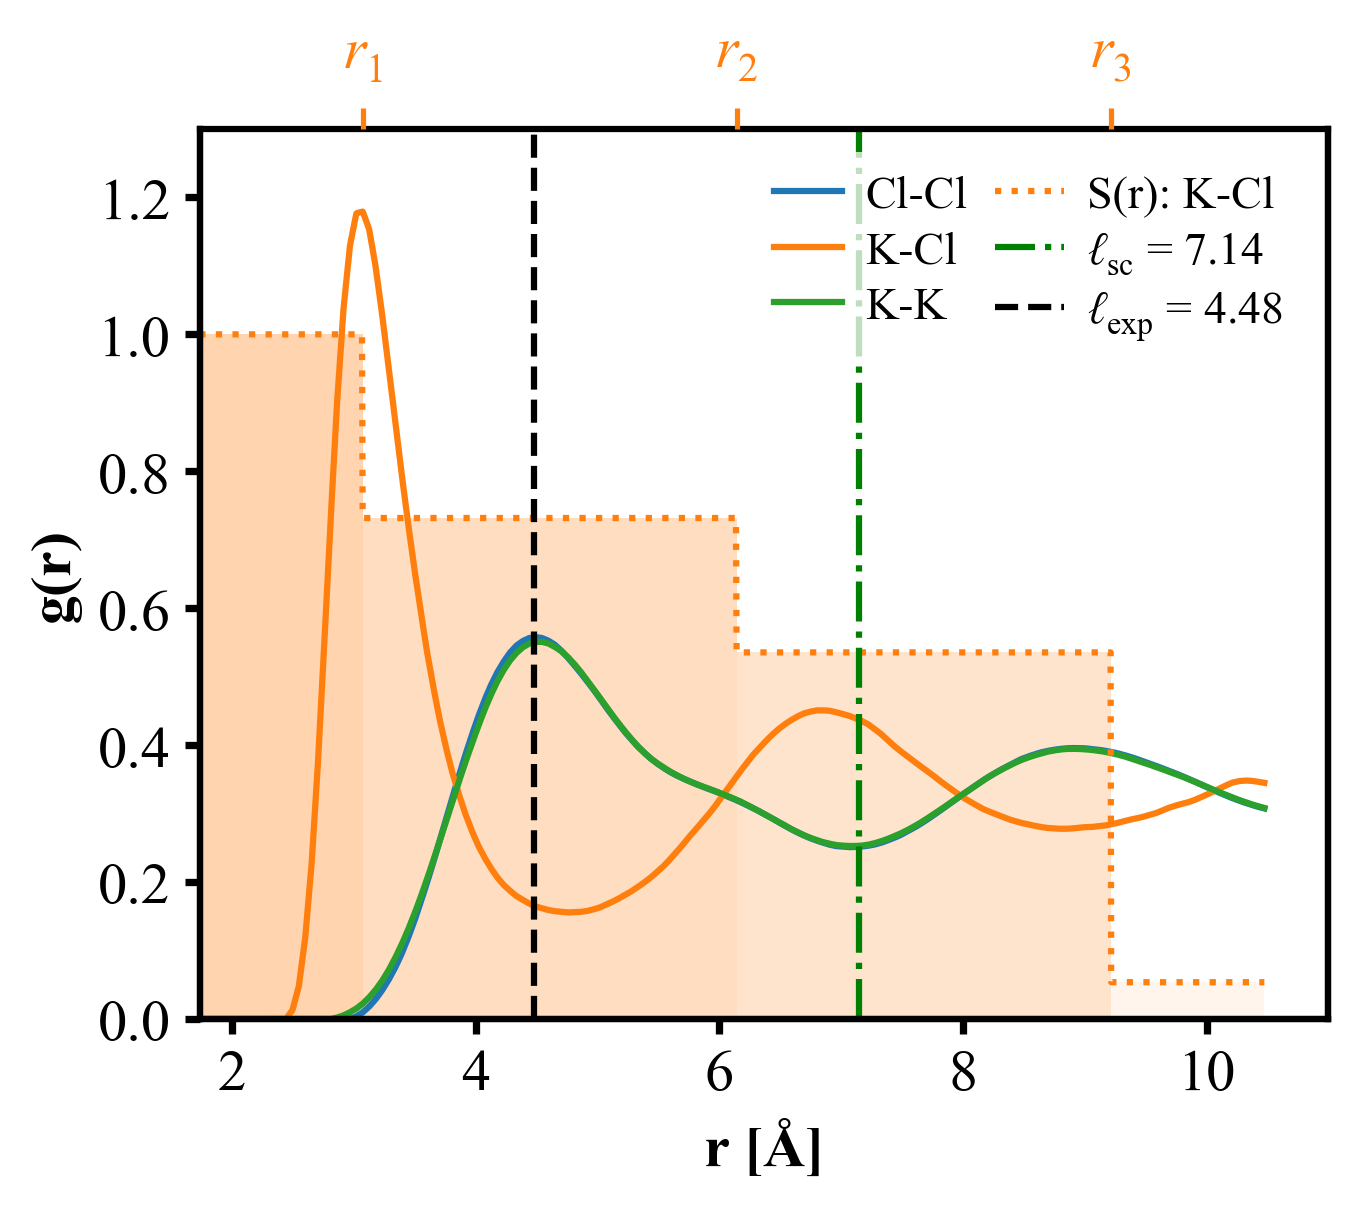 r₁ r₂ r₃
1.2
1.0
0.8
0.6
0.4
0.2
0.0
g(r)
Cl-Cl
K-Cl
K-K
S(r): K-Cl
ℓsc = 7.14
ℓexp = 4.48
2 4 6 8 10
r [Å]